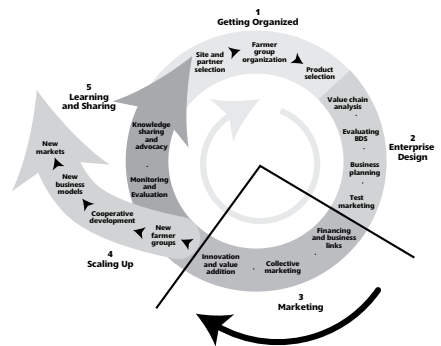 1
Getting Organized
Site and
partner
selection
Farmer
group
organization
Product
selection
2
Enterprise
Design
Value chain
analysis
Evaluating
BDS
Business
planning
Test
marketing
3
Marketing
Financing
and business
links
Collective
marketing
Innovation
and value
addition
4
Scaling Up
New
farmer
groups
Cooperative
development
New
business
models
New
markets
5
Learning
and Sharing
Knowledge
sharing
and
advocacy
Monitoring
and
Evaluation